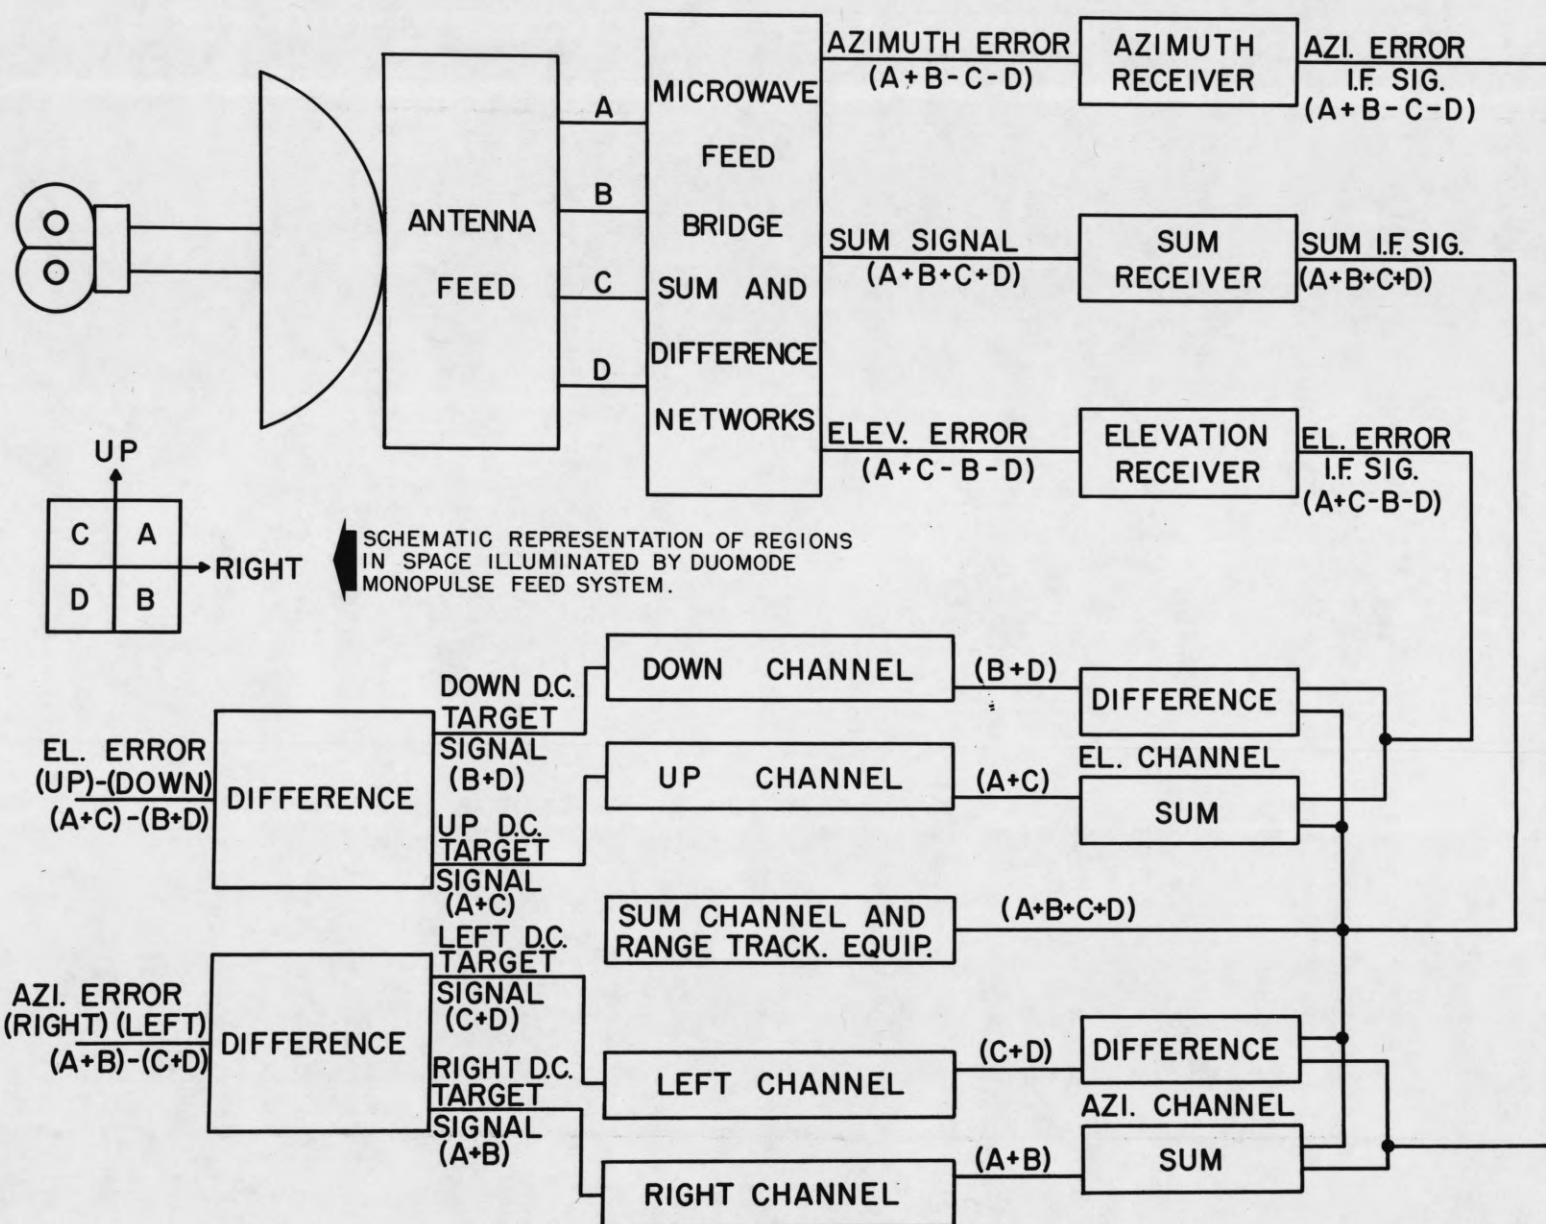 A
B
C
D
ANTENNA
FEED
MICROWAVE
FEED
BRIDGE
SUM AND
DIFFERENCE
NETWORKS
AZIMUTH ERROR
(A+B-C-D)
AZIMUTH
RECEIVER
AZI. ERROR
I.F. SIG.
(A+B-C-D)
SUM SIGNAL
(A+B+C+D)
SUM
RECEIVER
SUM I.F. SIG.
(A+B+C+D)
ELEV. ERROR
(A+C-B-D)
ELEVATION
RECEIVER
EL. ERROR
I.F. SIG.
(A+C-B-D)
UP
C A
D B
RIGHT
SCHEMATIC REPRESENTATION OF REGIONS
IN SPACE ILLUMINATED BY DUOMODE
MONOPULSE FEED SYSTEM.
EL. ERROR
(UP)-(DOWN)
(A+C)-(B+D)
DIFFERENCE
DOWN D.C.
TARGET
SIGNAL
(B+D)
UP D.C.
TARGET
SIGNAL
(A+C)
DOWN CHANNEL
(B+D)
DIFFERENCE
EL. CHANNEL
UP CHANNEL
(A+C)
SUM
SUM CHANNEL AND
RANGE TRACK. EQUIP.
(A+B+C+D)
AZI. ERROR
(RIGHT) (LEFT)
(A+B)-(C+D)
DIFFERENCE
LEFT D.C.
TARGET
SIGNAL
(C+D)
RIGHT D.C.
TARGET
SIGNAL
(A+B)
LEFT CHANNEL
(C+D)
DIFFERENCE
AZI. CHANNEL
RIGHT CHANNEL
(A+B)
SUM